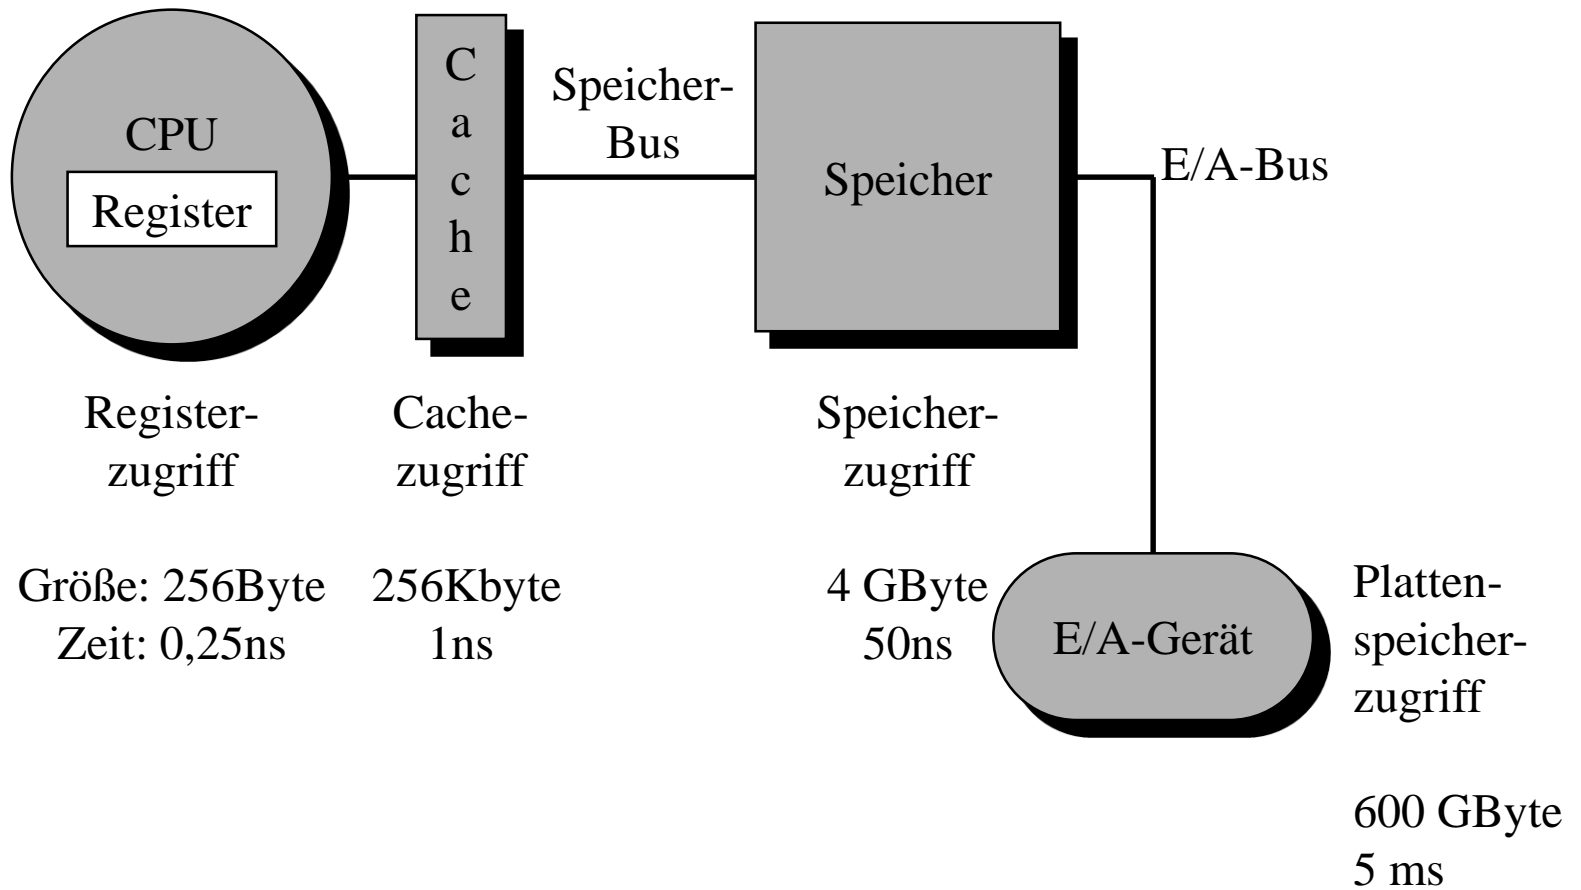 CPU
Register
C
a
c
h
e
Speicher-
Bus
Speicher
E/A-Bus
Register-
zugriff
Cache-
zugriff
Speicher-
zugriff
Größe: 256Byte
Zeit: 0,25ns
256Kbyte
1ns
4 GByte
50ns
E/A-Gerät
Platten-
speicher-
zugriff
600 GByte
5 ms